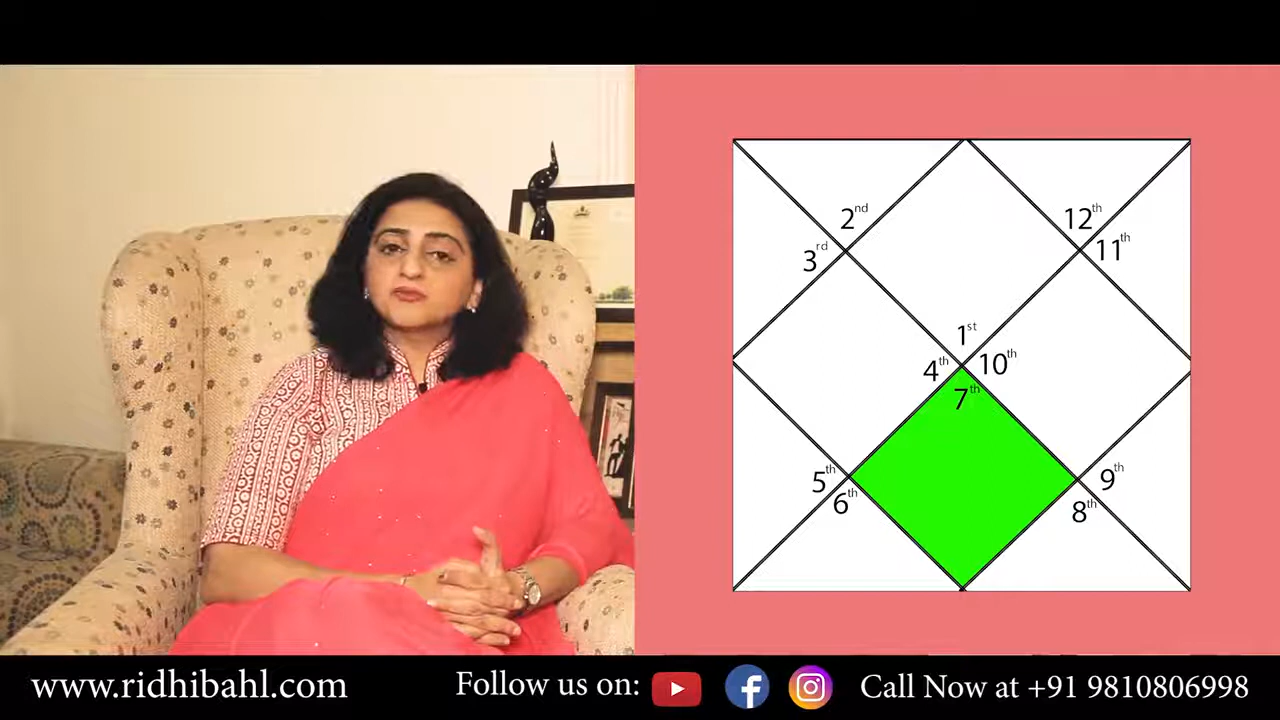 2nd
12th
3rd
11th
1st
4th
10th
7th
5th
9th
6th
8th
www.ridhibahl.com
Follow us on:
Call Now at +91 9810806998